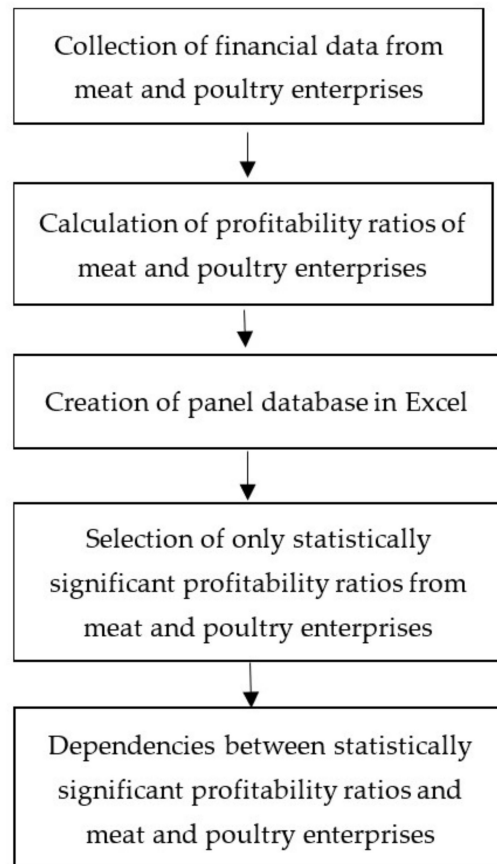 Collection of financial data from
meat and poultry enterprises
Calculation of profitability ratios of
meat and poultry enterprises
Creation of panel database in Excel
Selection of only statistically
significant profitability ratios from
meat and poultry enterprises
Dependencies between statistically
significant profitability ratios and
meat and poultry enterprises